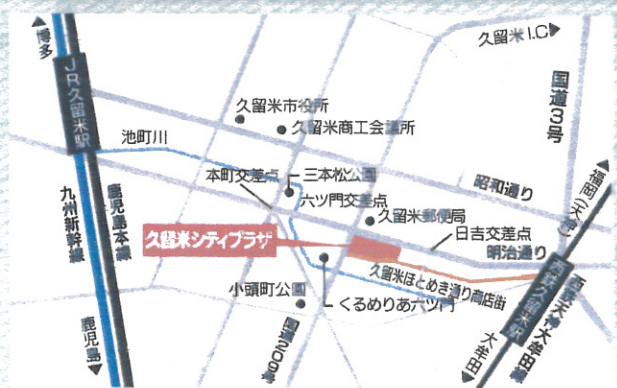 ▲博多
JR久留米駅
九州新幹線
鹿児島本線
鹿児島▼
池町川
久留米市役所
久留米商工会議所
久留米I.C▶
国道3号
昭和通り
本町交差点
三本松公園
六ツ門交差点
久留米郵便局
日吉交差点
明治通り
久留米シティプラザ
久留米ほとめき通り商店街
小頭町公園
くるめりあ六ツ門
国道209号
▲福岡(天神)
西鉄久留米駅
西鉄天神大牟田線
大牟田▼